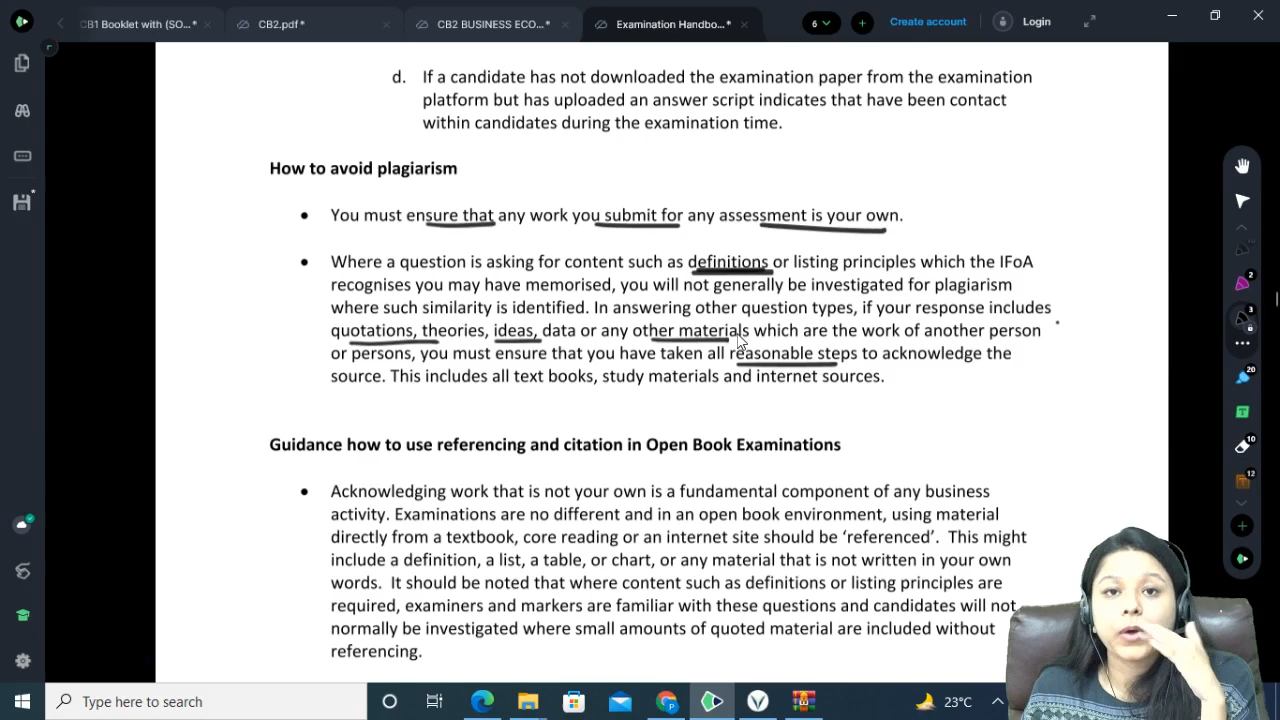 CB1 Booklet with (SO...*
CB2.pdf*
CB2 BUSINESS ECO...*
Examination Handbo...*
6
Create account
Login
d. If a candidate has not downloaded the examination paper from the examination
platform but has uploaded an answer script indicates that have been contact
within candidates during the examination time.
How to avoid plagiarism
• You must ensure that any work you submit for any assessment is your own.
• Where a question is asking for content such as definitions or listing principles which the IFoA
recognises you may have memorised, you will not generally be investigated for plagiarism
where such similarity is identified. In answering other question types, if your response includes
quotations, theories, ideas, data or any other materials which are the work of another person
or persons, you must ensure that you have taken all reasonable steps to acknowledge the
source. This includes all text books, study materials and internet sources.
Guidance how to use referencing and citation in Open Book Examinations
• Acknowledging work that is not your own is a fundamental component of any business
activity. Examinations are no different and in an open book environment, using material
directly from a textbook, core reading or an internet site should be ‘referenced’. This might
include a definition, a list, a table, or chart, or any material that is not written in your own
words. It should be noted that where content such as definitions or listing principles are
required, examiners and markers are familiar with these questions and candidates will not
normally be investigated where small amounts of quoted material are included without
referencing.
2
3
20
10
12
Type here to search
23°C